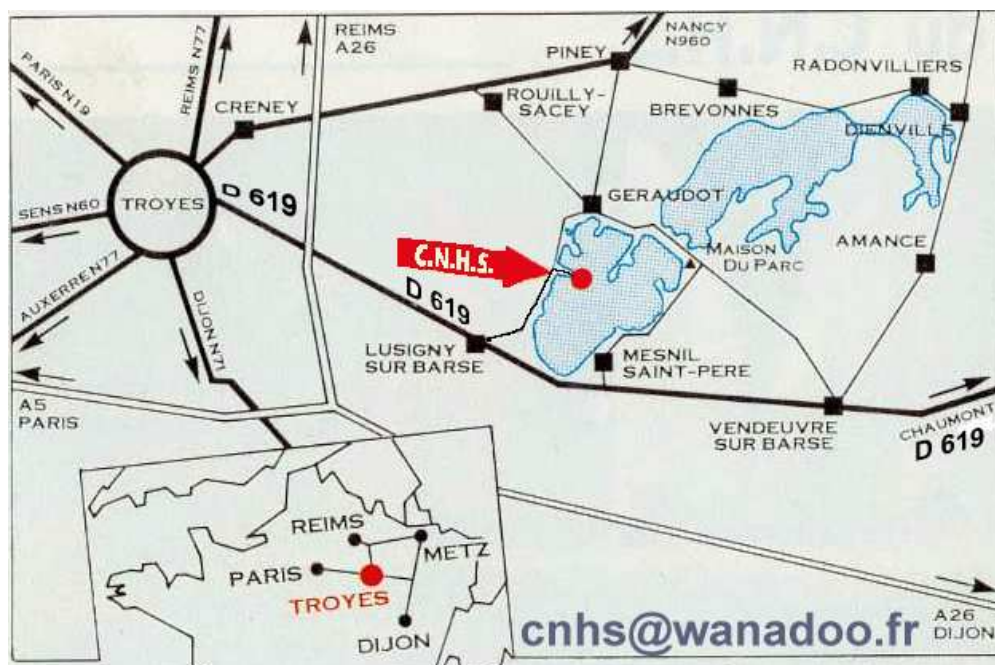 REIMS
A26
NANCY
N960
PARIS N19
REIMS N77
PINEY
RADONVILLIERS
CRENEY
ROUILLY-
SACEY
BREVONNES
DIENVILLE
TROYES
D 619
GERAUDOT
SENS N60
AMANCE
MAISON
DU PARC
C.N.H.S.
AUXERRE N77
D 619
DIJON N71
LUSIGNY
SUR BARSE
MESNIL
SAINT-PERE
A5
PARIS
VENDEUVRE
SUR BARSE
CHAUMONT
D 619
REIMS
METZ
PARIS
TROYES
DIJON
cnhs@wanadoo.fr
A26
DIJON